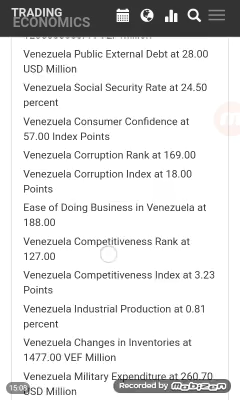 TRADING
ECONOMICS
Venezuela Public External Debt at 28.00
USD Million
Venezuela Social Security Rate at 24.50
percent
Venezuela Consumer Confidence at
57.00 Index Points
Venezuela Corruption Rank at 169.00
Venezuela Corruption Index at 18.00
Points
Ease of Doing Business in Venezuela at
188.00
Venezuela Competitiveness Rank at
127.00
Venezuela Competitiveness Index at 3.23
Points
Venezuela Industrial Production at 0.81
percent
Venezuela Changes in Inventories at
1477.00 VEF Million
Venezuela Military Expenditure at 260.70
USD Million
15:08
Recorded by Mobizen